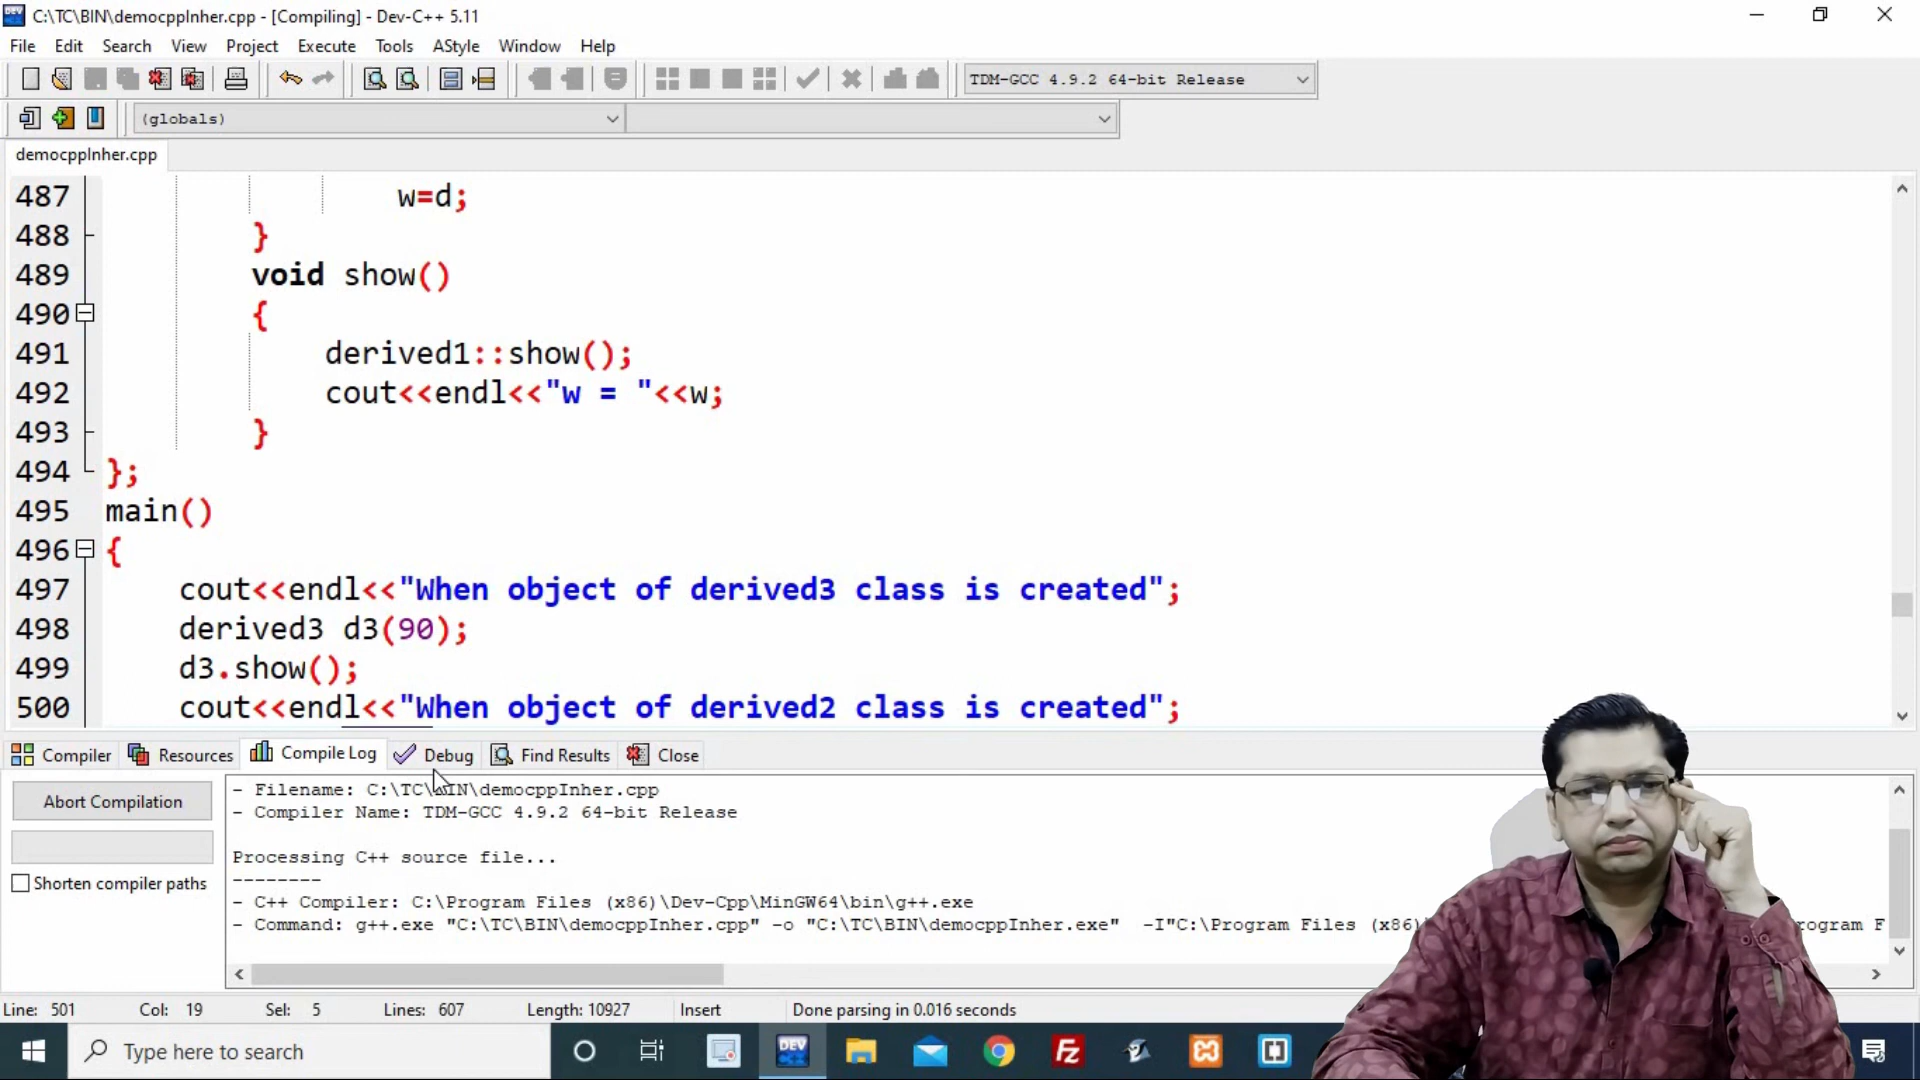 C:\TC\BIN\democppInher.cpp - [Compiling] - Dev-C++ 5.11
File Edit Search View Project Execute Tools AStyle Window Help
TDM-GCC 4.9.2 64-bit Release
(globals)
democppInher.cpp
487 w=d;
488 }
489 void show()
490 {
491 derived1::show();
492 cout<<endl<<"w = "<<w;
493 }
494 };
495 main()
496 {
497 cout<<endl<<"When object of derived3 class is created";
498 derived3 d3(90);
499 d3.show();
500 cout<<endl<<"When object of derived2 class is created";
Compiler Resources Compile Log Debug Find Results Close
Abort Compilation
Shorten compiler paths
- Filename: C:\TC\BIN\democppInher.cpp
- Compiler Name: TDM-GCC 4.9.2 64-bit Release
Processing C++ source file...
--------
- C++ Compiler: C:\Program Files (x86)\Dev-Cpp\MinGW64\bin\g++.exe
- Command: g++.exe "C:\TC\BIN\democppInher.cpp" -o "C:\TC\BIN\democppInher.exe" -I"C:\Program Files (x86)\ rogram F
Line: 501 Col: 19 Sel: 5 Lines: 607 Length: 10927 Insert Done parsing in 0.016 seconds
Type here to search
DEV
Fz